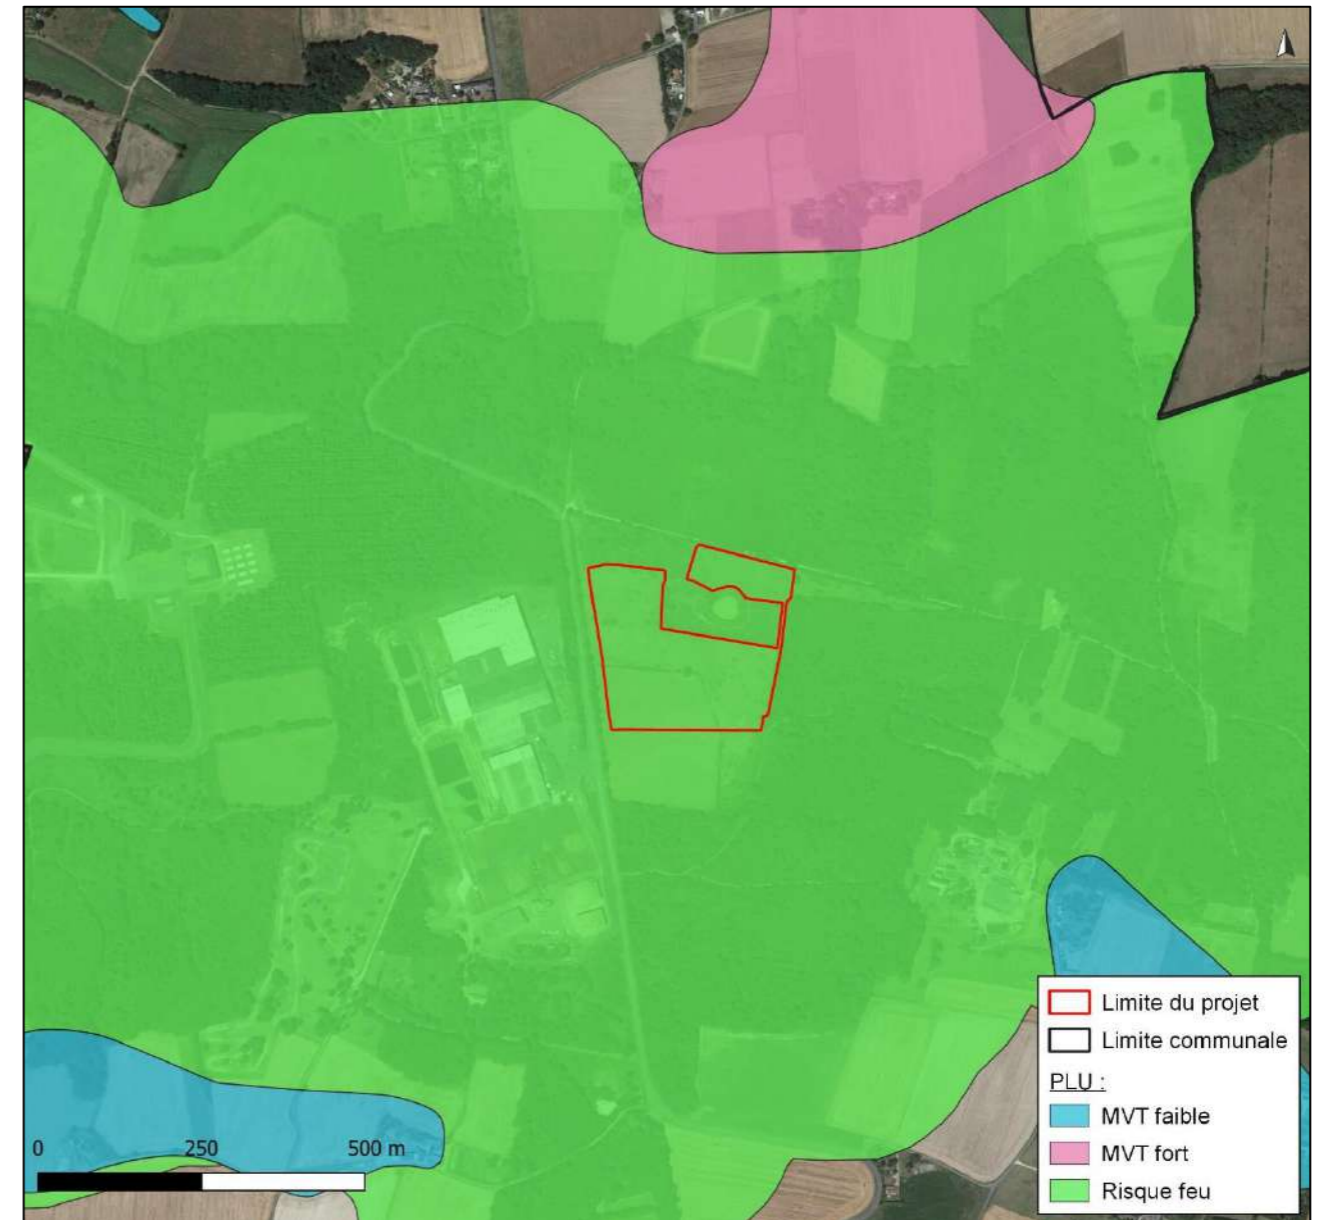 Limite du projet
Limite communale
PLU :
MVT faible
MVT fort
Risque feu
0 250 500 m